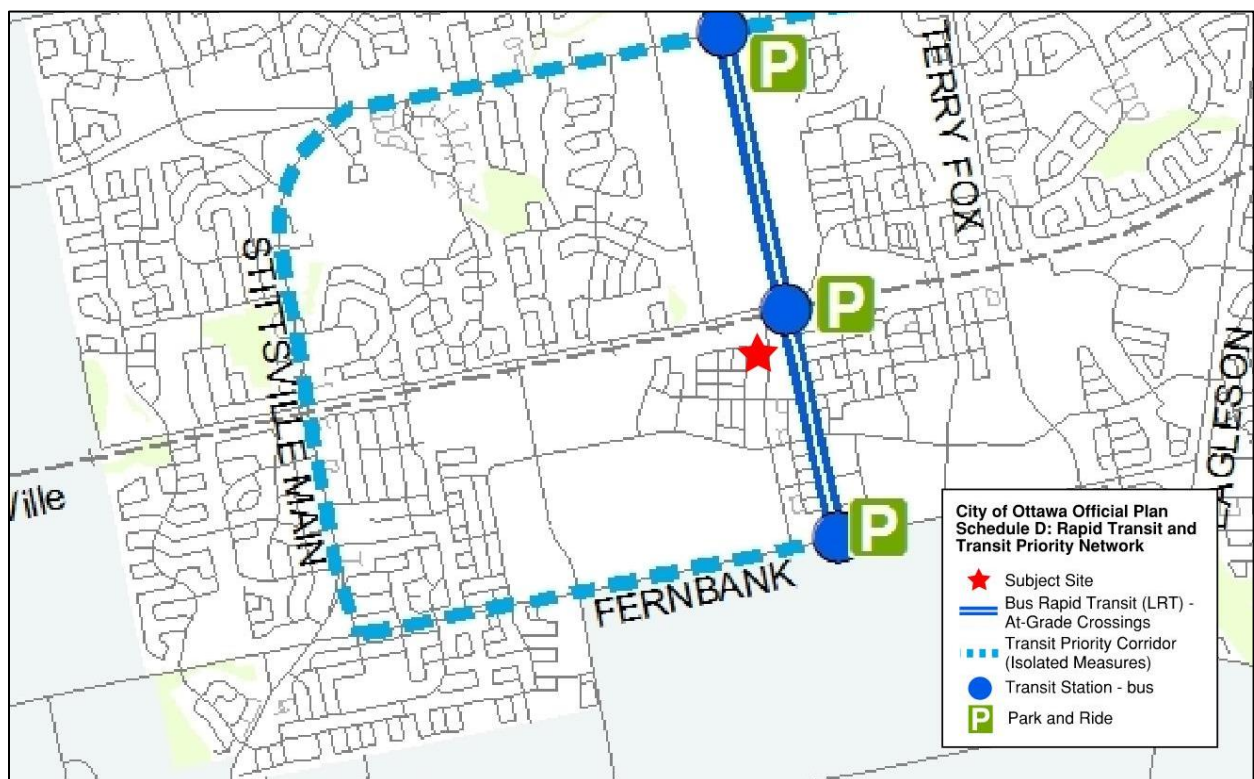 P
TERRY FOX
P
STITTSVILLE MAIN
EAGLESON
ville
P
FERNBANK
City of Ottawa Official Plan
Schedule D: Rapid Transit and
Transit Priority Network
Subject Site
Bus Rapid Transit (LRT) -
At-Grade Crossings
Transit Priority Corridor
(Isolated Measures)
Transit Station - bus
P Park and Ride